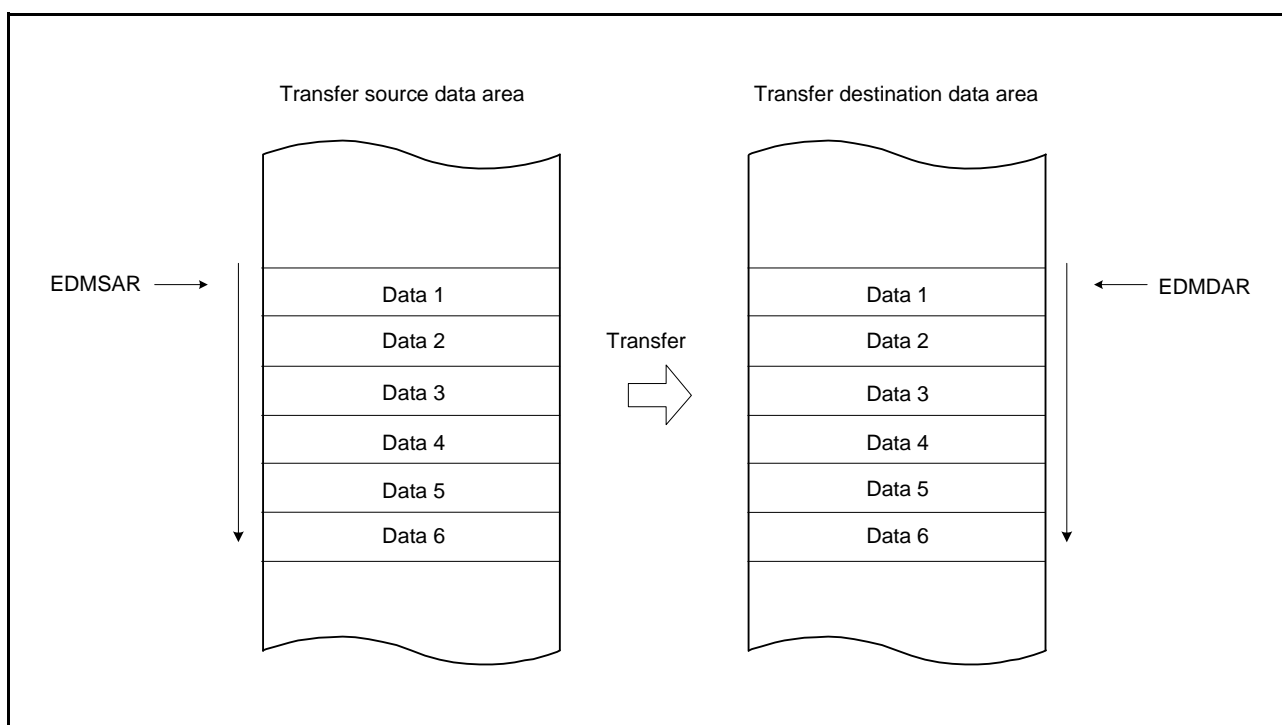 Transfer source data area
Transfer destination data area
EDMSAR
Data 1
Data 2
Data 3
Data 4
Data 5
Data 6
Transfer
Data 1
Data 2
Data 3
Data 4
Data 5
Data 6
EDMDAR